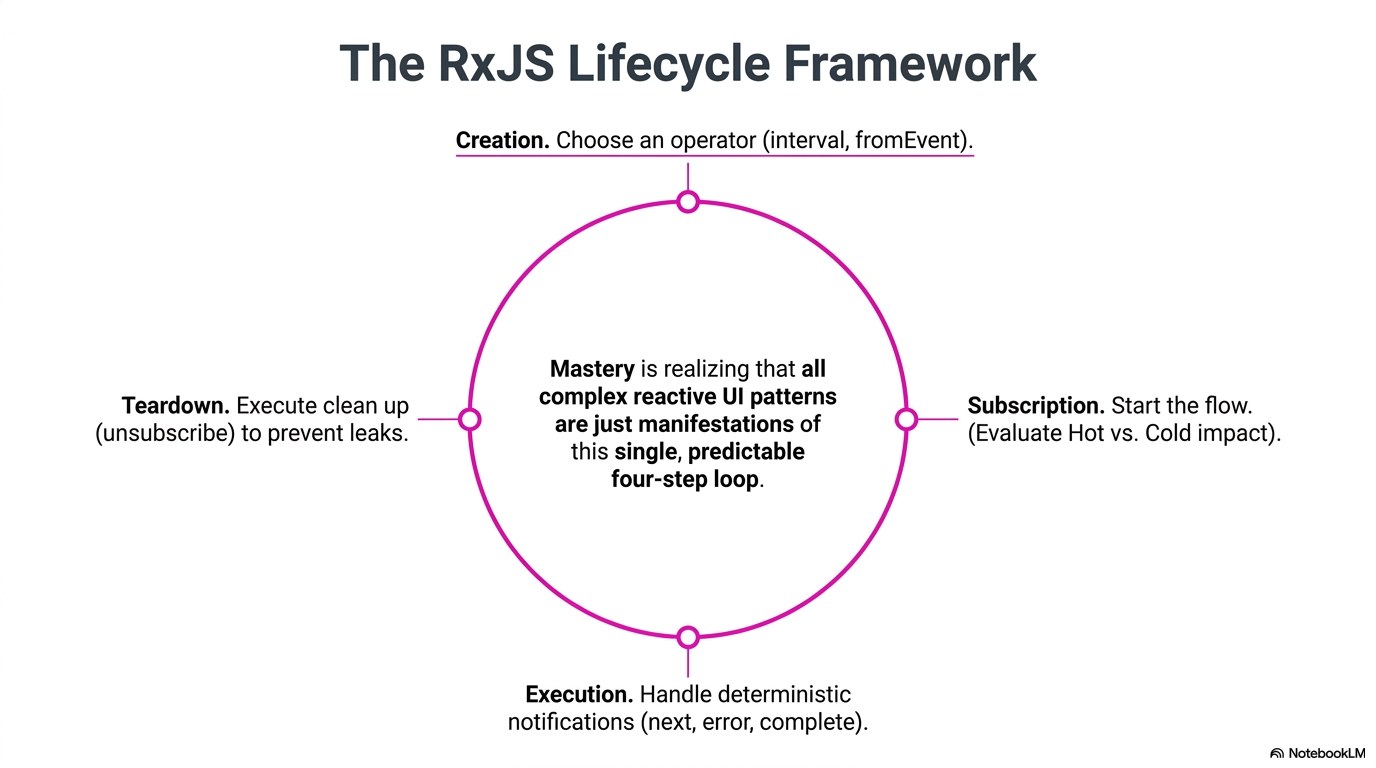 The RxJS Lifecycle Framework
Creation. Choose an operator (interval, fromEvent).
Mastery is realizing that all
complex reactive UI patterns
are just manifestations of
this single, predictable
four-step loop.
Teardown. Execute clean up
(unsubscribe) to prevent leaks.
Subscription. Start the flow.
(Evaluate Hot vs. Cold impact).
Execution. Handle deterministic
notifications (next, error, complete).
NotebookLM